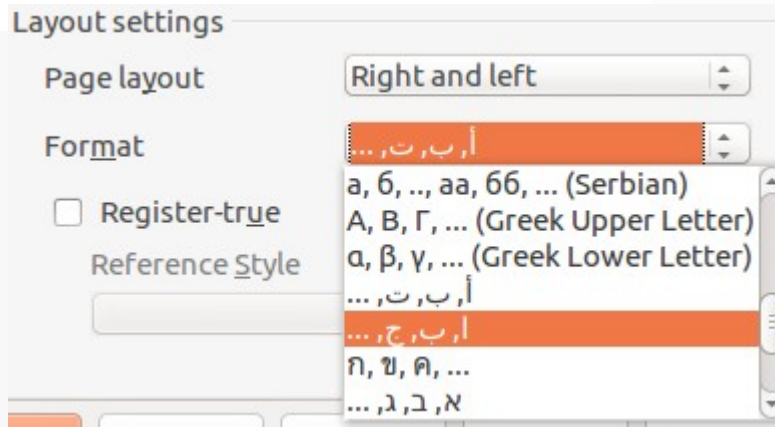 Layout settings
Page layout Right and left
Format أ, ب, ت, ...
а, б, .., аа, бб, ... (Serbian)
Register-true
Α, Β, Γ, ... (Greek Upper Letter)
Reference Style
α, β, γ, ... (Greek Lower Letter)
أ, ب, ت, ...
ا, ب, ج, ...
ก, ข, ค, ...
א, ב, ג, ...